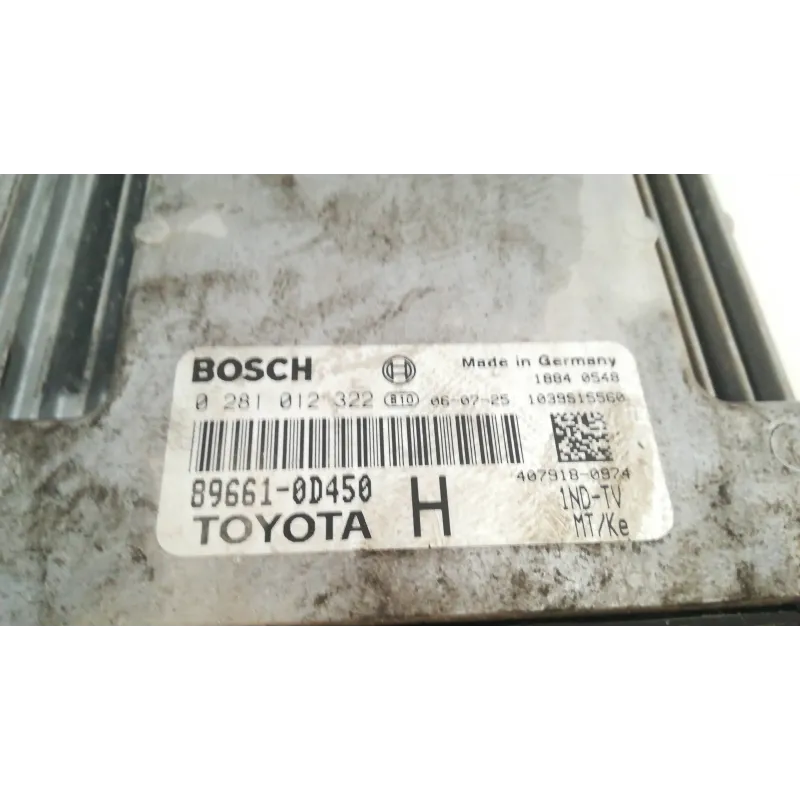 BOSCH Made in Germany
1884 0548
0 281 012 322 B10 06-07-25 1039S15560
407918-0974
89661-0D450 H 1ND-TV
TOYOTA MT/Ke